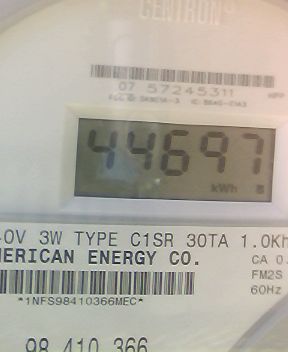 CENTRON
07 57245311
44697
kWh
0V 3W TYPE C1SR 30TA 1.0Kh
MERICAN ENERGY CO.
CA 0.
FM2S
60Hz
*1NFS98410366MEC*
98 410 366